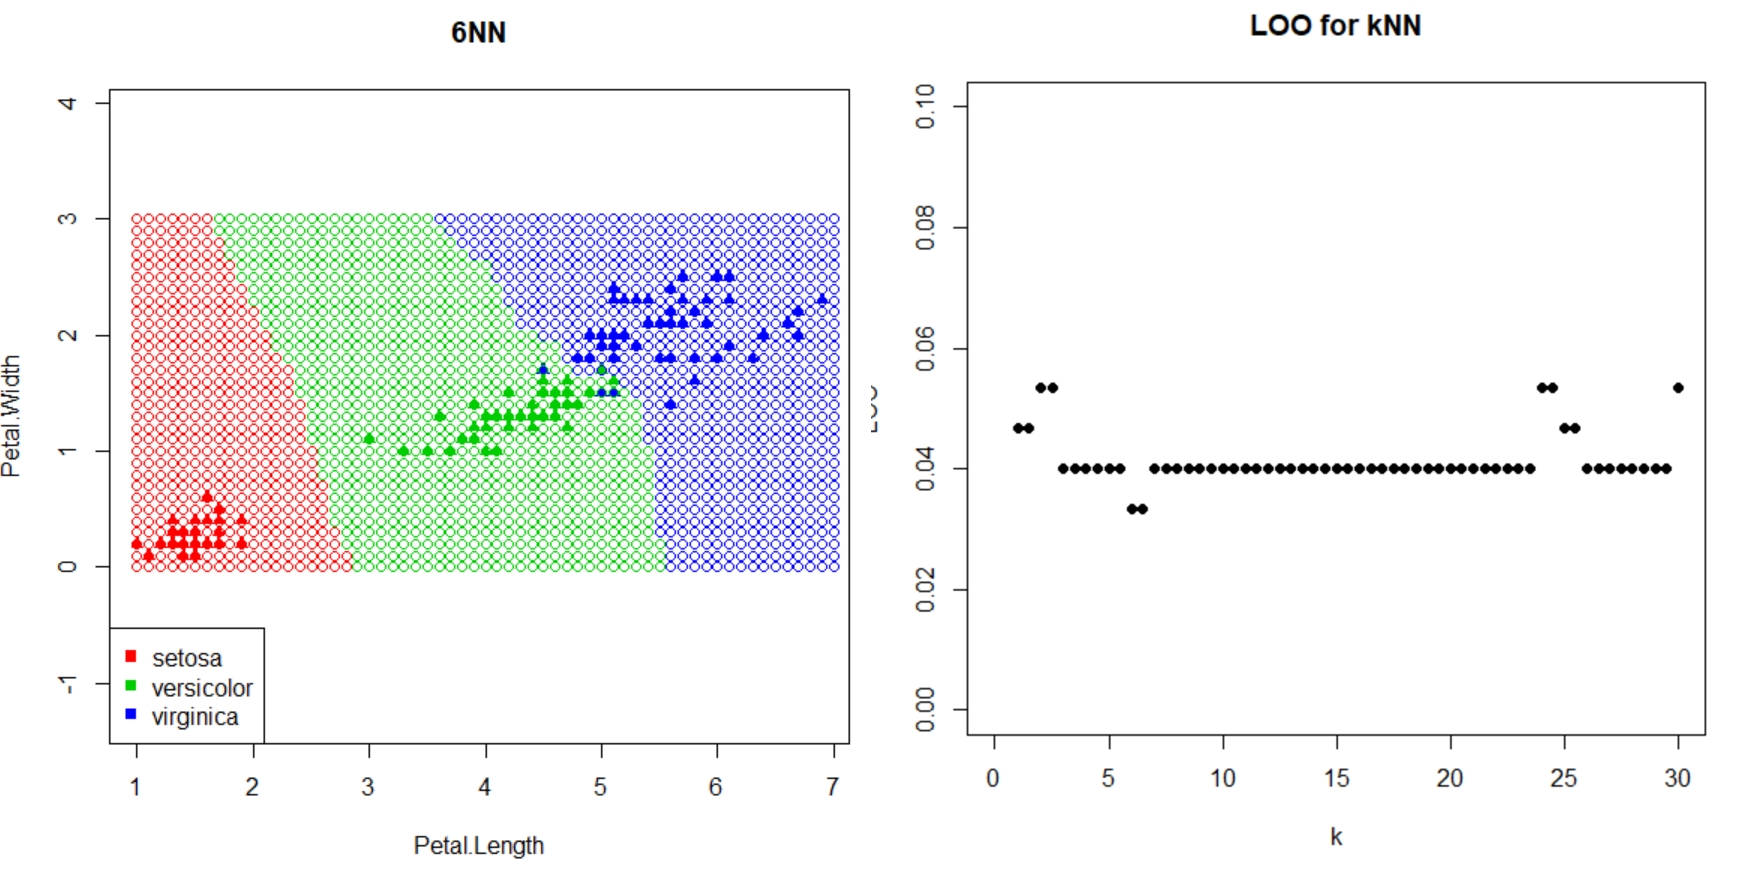 6NN
Petal.Width
4
3
2
1
0
-1
setosa
versicolor
virginica
1 2 3 4 5 6 7
Petal.Length
LOO for kNN
0.10
0.08
0.06
0.04
0.02
0.00
0 5 10 15 20 25 30
k